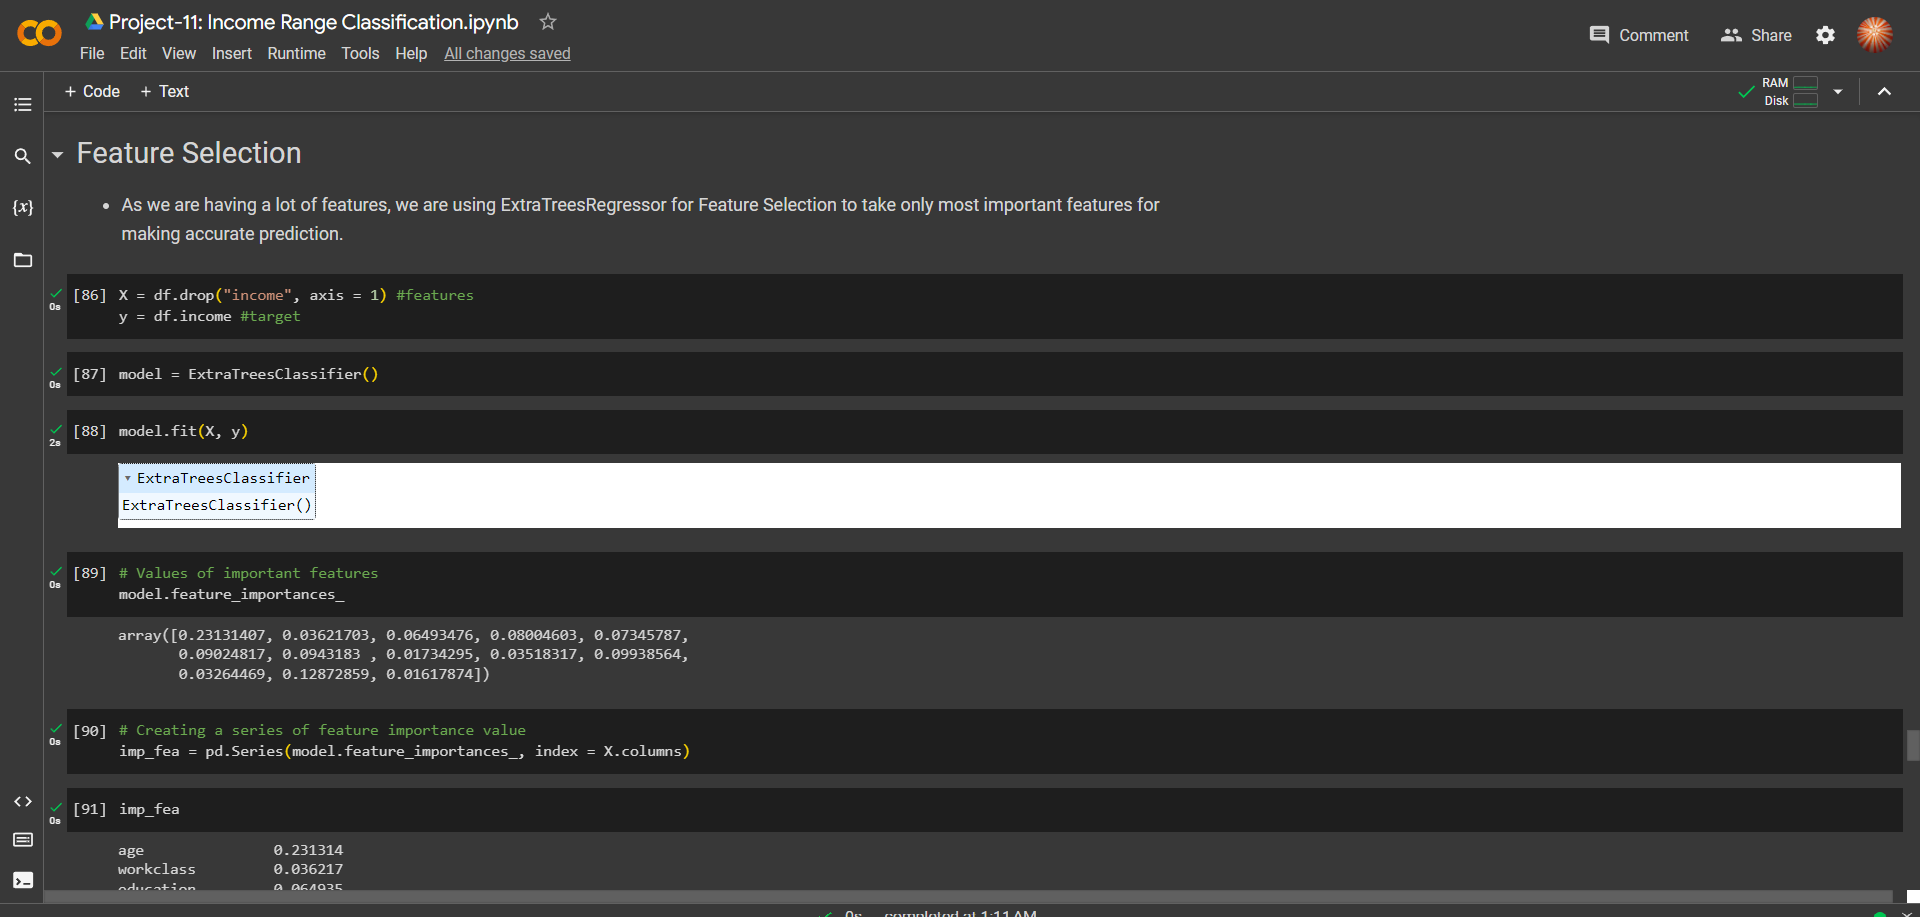 Project-11: Income Range Classification.ipynb
File Edit View Insert Runtime Tools Help All changes saved
Comment Share
+ Code + Text
RAM
Disk
Feature Selection
• As we are having a lot of features, we are using ExtraTreesRegressor for Feature Selection to take only most important features for
making accurate prediction.
[86] X = df.drop("income", axis = 1) #features
0s
y = df.income #target
[87] model = ExtraTreesClassifier()
0s
[88] model.fit(X, y)
2s
ExtraTreesClassifier
ExtraTreesClassifier()
[89] # Values of important features
0s
model.feature_importances_
array([0.23131407, 0.03621703, 0.06493476, 0.08004603, 0.07345787,
0.09024817, 0.0943183 , 0.01734295, 0.03518317, 0.09938564,
0.03264469, 0.12872859, 0.01617874])
[90] # Creating a series of feature importance value
0s
imp_fea = pd.Series(model.feature_importances_, index = X.columns)
[91] imp_fea
0s
age 0.231314
workclass 0.036217
education 0.064935
0s completed at 1:11 AM